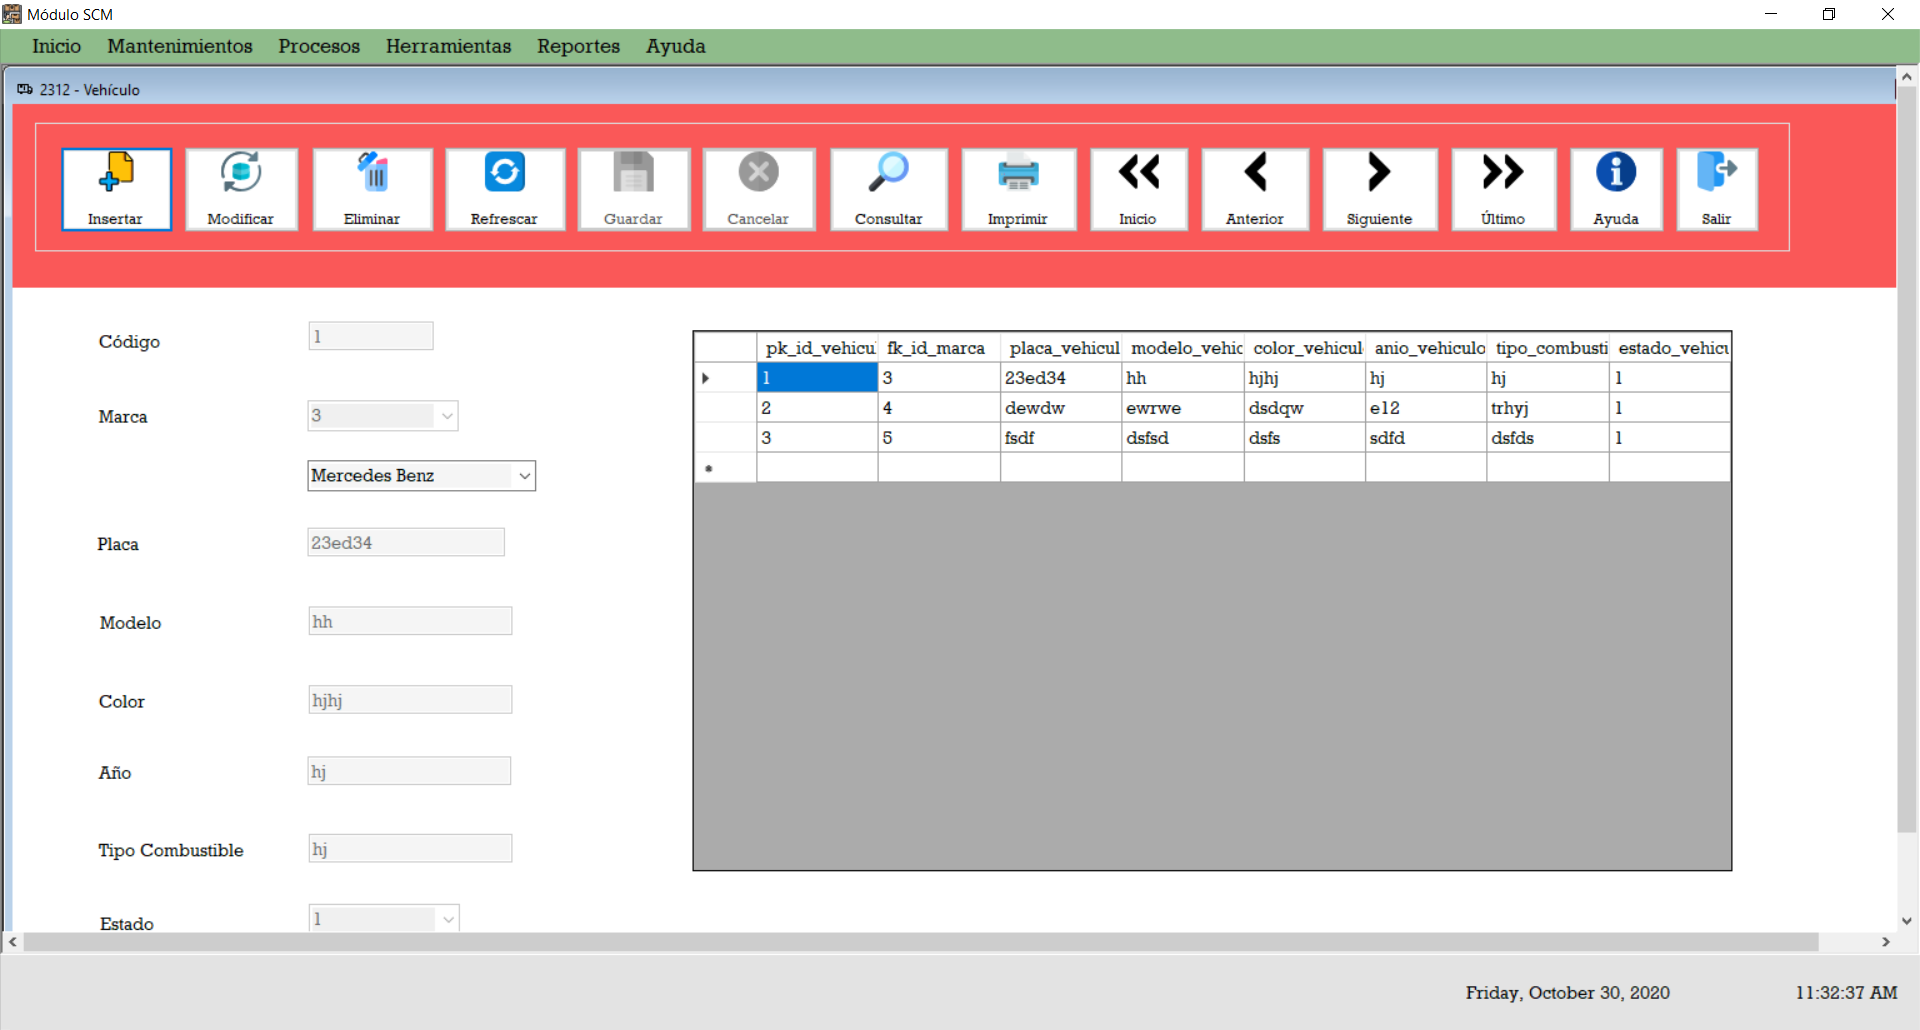 Módulo SCM
Inicio Mantenimientos Procesos Herramientas Reportes Ayuda
2312 - Vehículo
Insertar Modificar Eliminar Refrescar Guardar Cancelar Consultar Imprimir Inicio Anterior Siguiente Último Ayuda Salir
Código 1
Marca 3
Mercedes Benz
Placa 23ed34
Modelo hh
Color hjhj
Año hj
Tipo Combustible hj
Estado 1
pk_id_vehicul fk_id_marca placa_vehicul modelo_vehic color_vehicul anio_vehiculo tipo_combusti estado_vehicu
1 3 23ed34 hh hjhj hj hj 1
2 4 dewdw ewrwe dsdqw e12 trhyj 1
3 5 fsdf dsfsd dsfs sdfd dsfds 1
Friday, October 30, 2020 11:32:37 AM